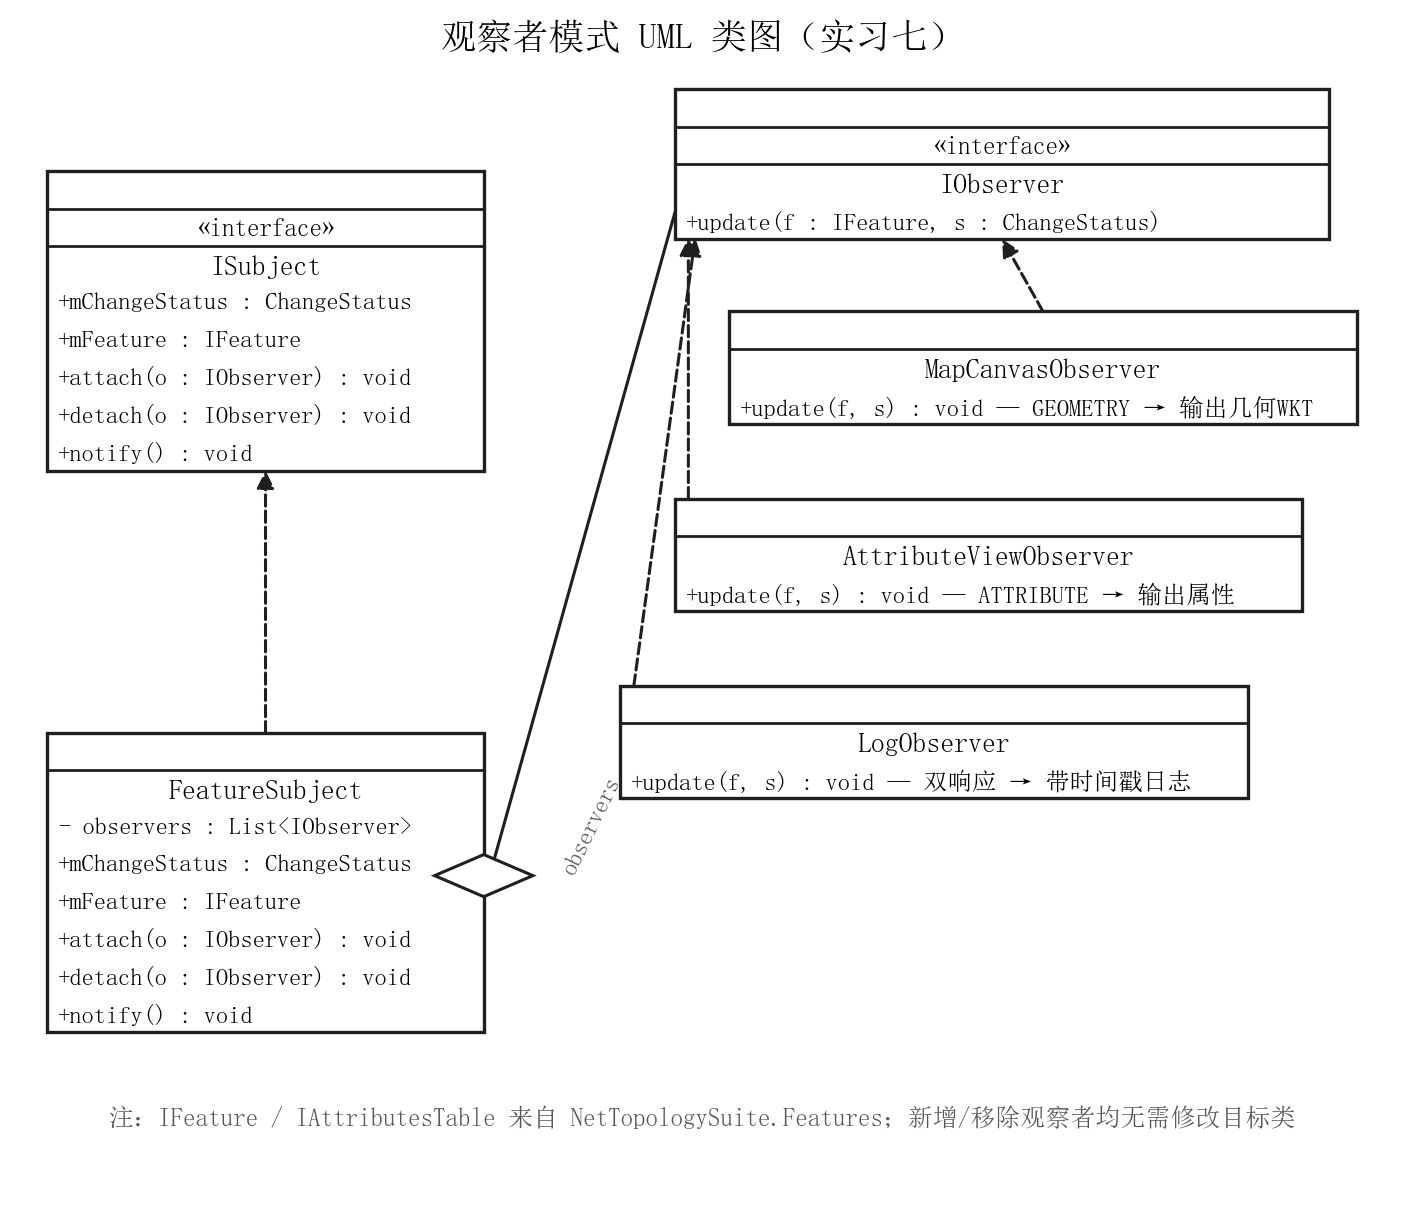 观察者模式 UML 类图（实习七）
«interface»
ISubject
+mChangeStatus : ChangeStatus
+mFeature : IFeature
+attach(o : IObserver) : void
+detach(o : IObserver) : void
+notify() : void
«interface»
IObserver
+update(f : IFeature, s : ChangeStatus)
MapCanvasObserver
+update(f, s) : void — GEOMETRY → 输出几何WKT
AttributeViewObserver
+update(f, s) : void — ATTRIBUTE → 输出属性
LogObserver
+update(f, s) : void — 双响应 → 带时间戳日志
observers
FeatureSubject
- observers : List<IObserver>
+mChangeStatus : ChangeStatus
+mFeature : IFeature
+attach(o : IObserver) : void
+detach(o : IObserver) : void
+notify() : void
注：IFeature / IAttributesTable 来自 NetTopologySuite.Features；新增/移除观察者均无需修改目标类